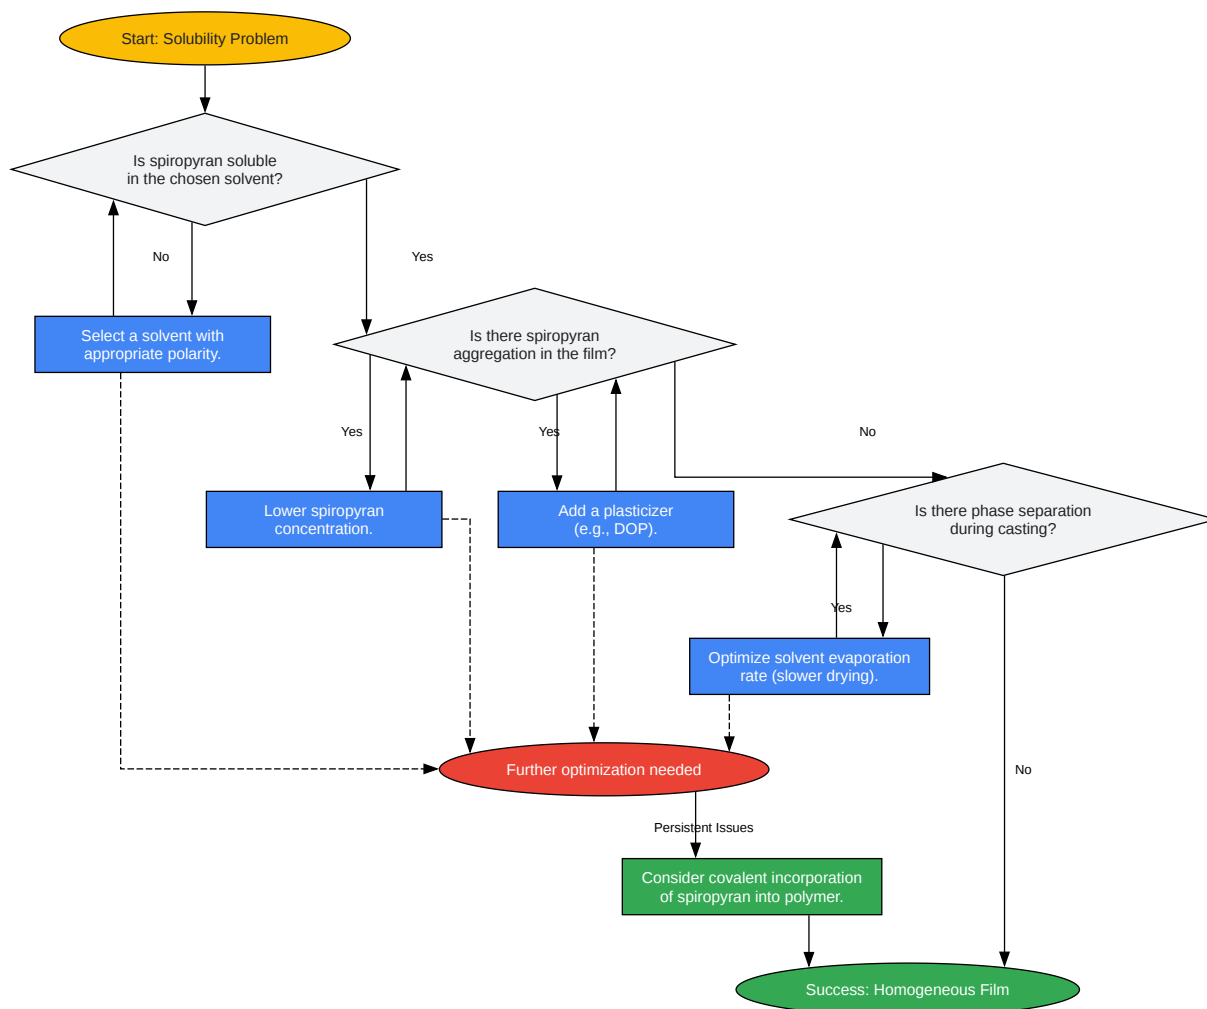 Start: Solubility Problem
Is spiropyran soluble
in the chosen solvent?
No
Yes
Select a solvent with
appropriate polarity.
Is there spiropyran
aggregation in the film?
Yes
Yes
No
Lower spiropyran
concentration.
Add a plasticizer
(e.g., DOP).
Is there phase separation
during casting?
Yes
Optimize solvent evaporation
rate (slower drying).
Further optimization needed
No
Persistent Issues
Consider covalent incorporation
of spiropyran into polymer.
Success: Homogeneous Film